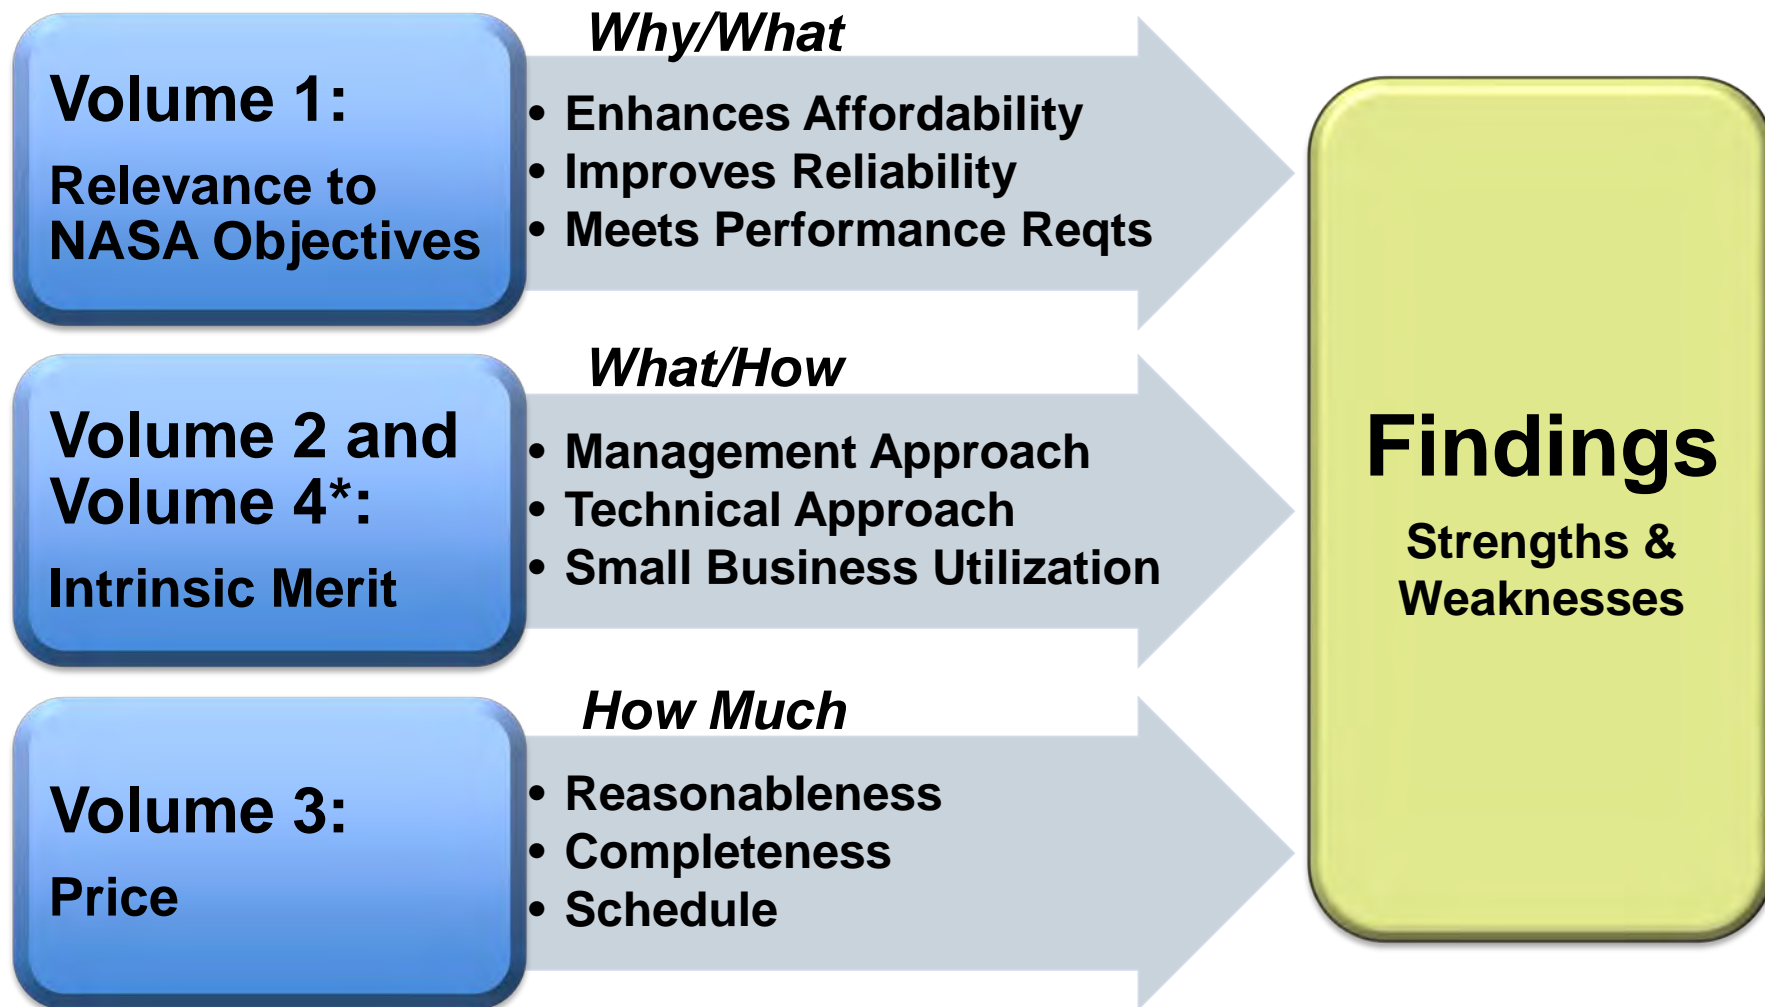 Volume 1:
Relevance to
NASA Objectives
Why/What
• Enhances Affordability
• Improves Reliability
• Meets Performance Reqts
Volume 2 and
Volume 4*:
Intrinsic Merit
What/How
• Management Approach
• Technical Approach
• Small Business Utilization
Volume 3:
Price
How Much
• Reasonableness
• Completeness
• Schedule
Findings
Strengths &
Weaknesses